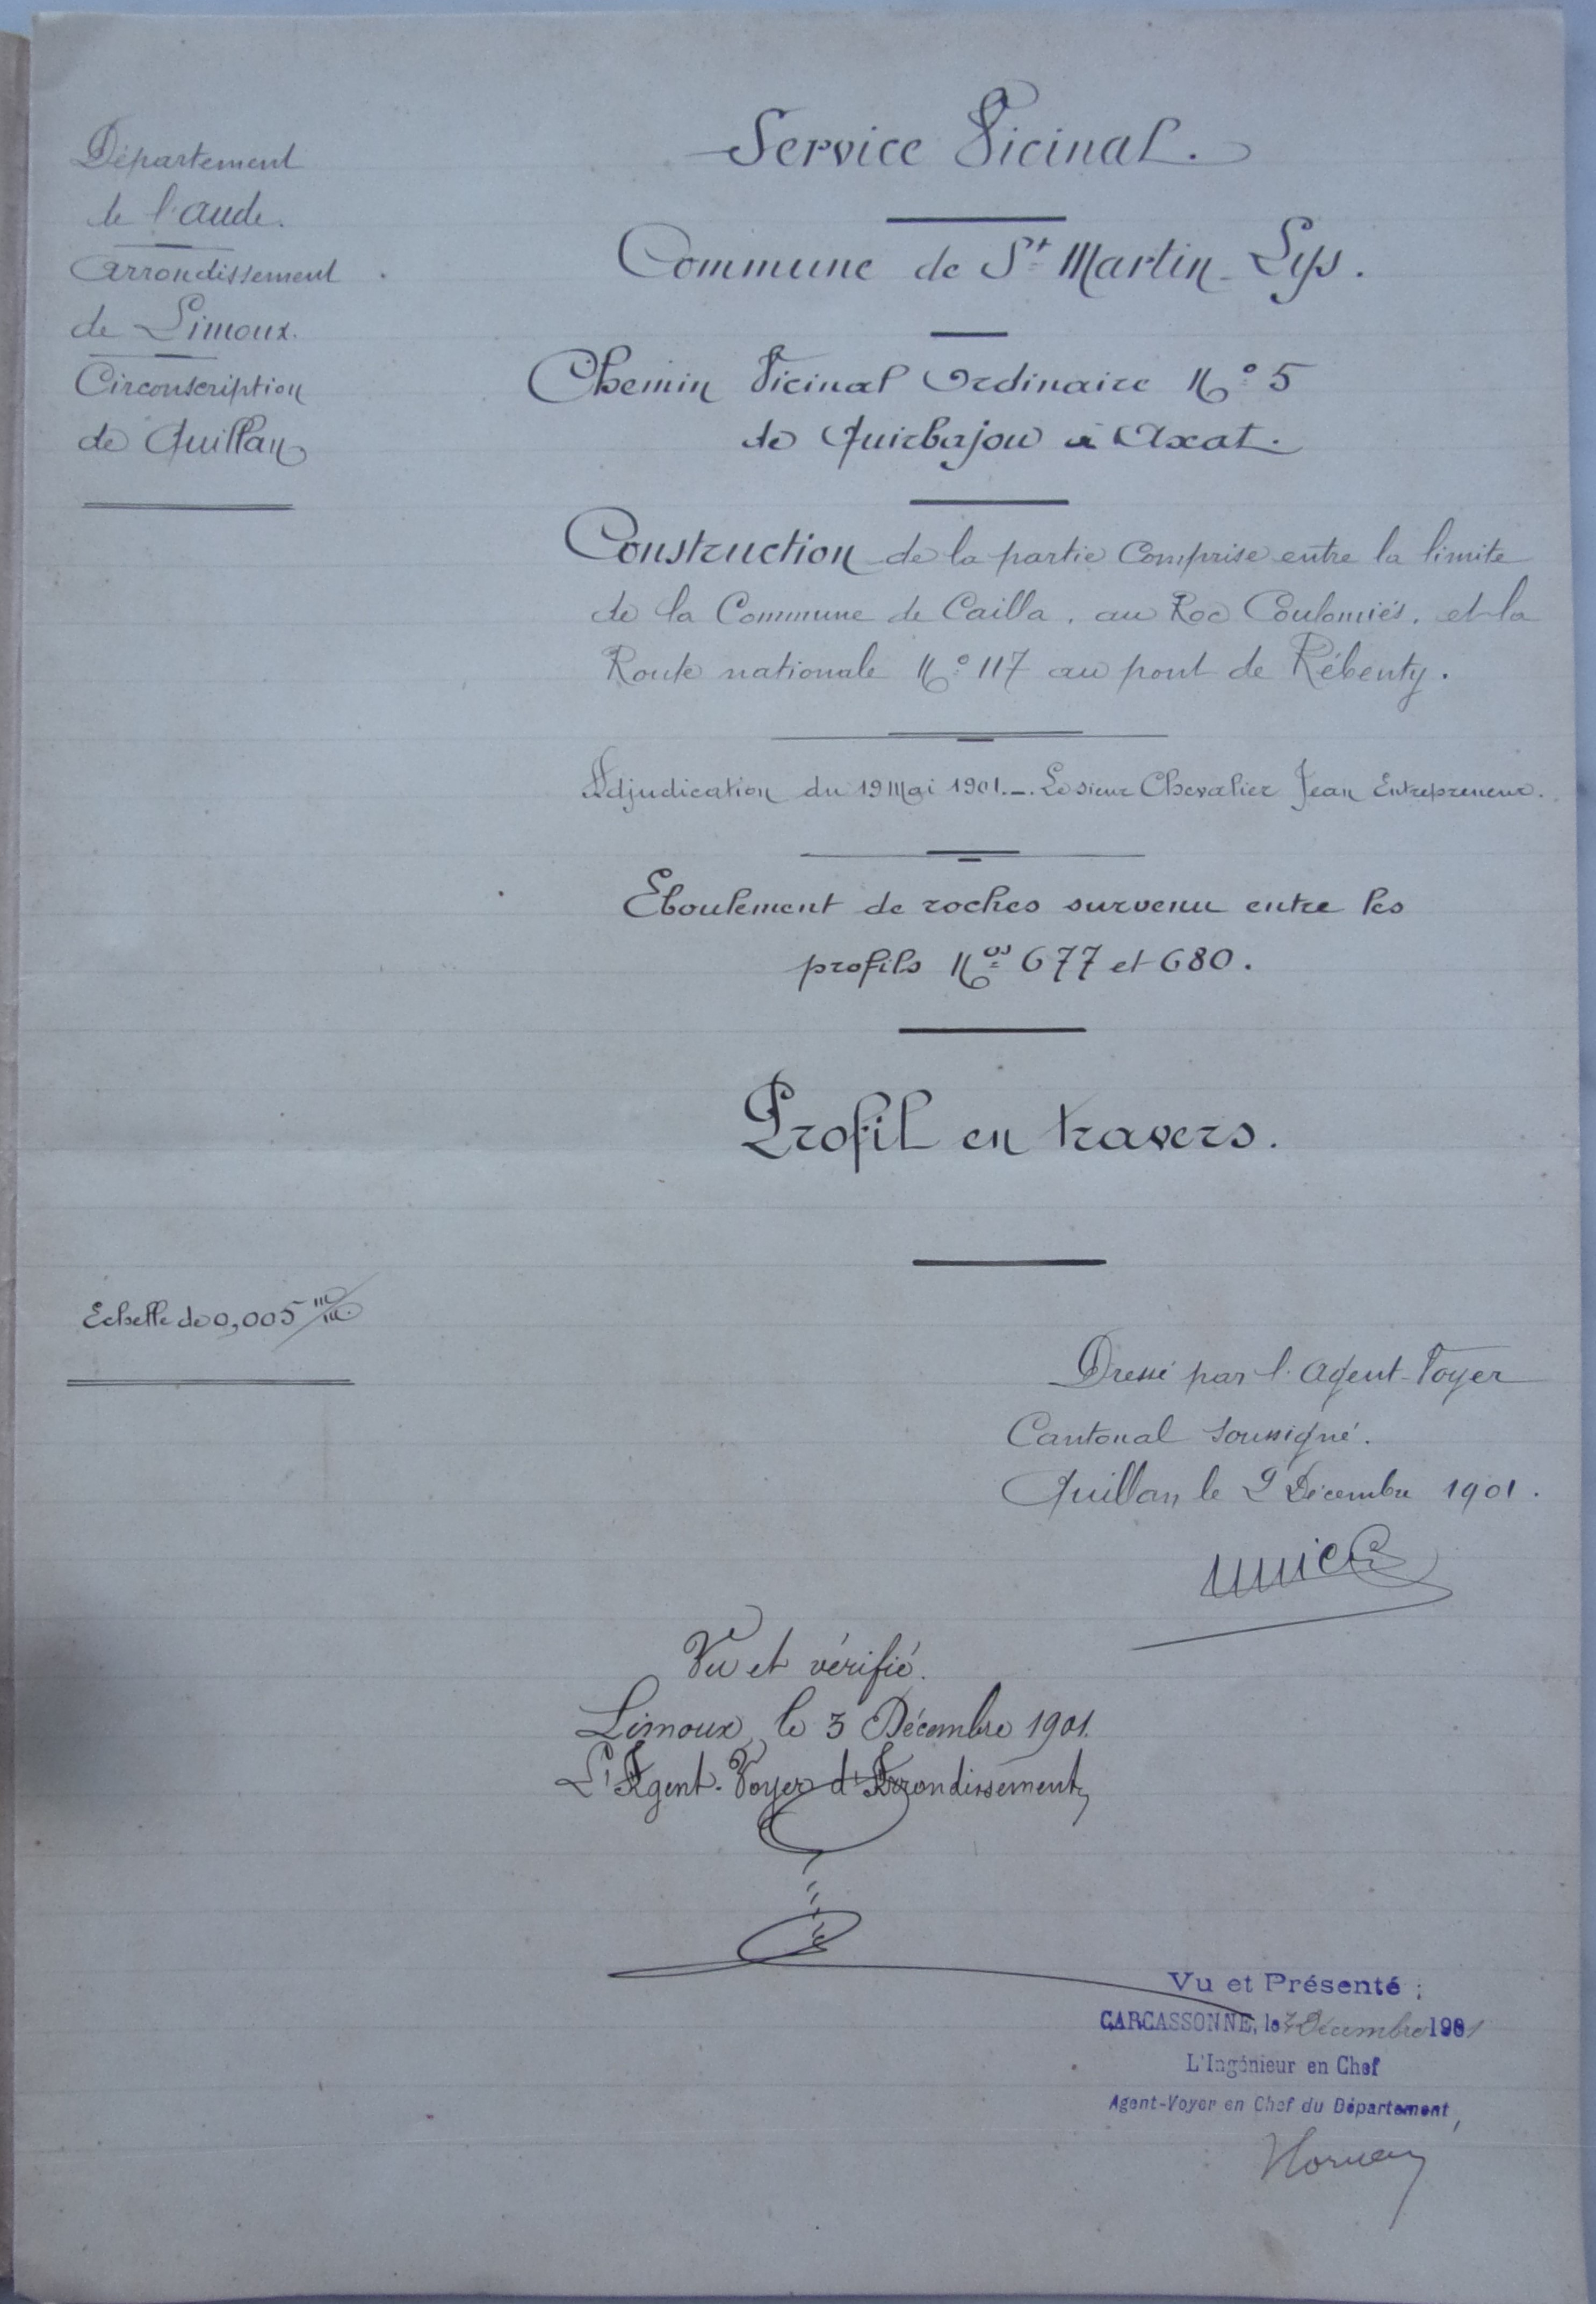 Département
de l'Aude.
Arrondissement
de Limoux.
Circonscription
de Quillan
Service Vicinal.
Commune de St Martin-Lys.
Chemin Vicinal Ordinaire No 5
de Quirbajou à Axat.
Construction de la partie comprise entre la limite
de la Commune de Cailla, au Roc Coulomiés, et la
Route nationale No 117 au pont de Rébenty.
Adjudication du 19 Mai 1901. _ . Le sieur Chevalier Jean Entrepreneur.
Eboulement de roches survenu entre les
profils Nos 677 et 680.
Profil en travers.
Echelle de 0,005 m/m.
Dressé par l'Agent-Voyer
Cantonal soussigné.
Quillan, le 2 Décembre 1901.
Vu et vérifié.
Limoux, le 3 Décembre 1901.
L'Agent-Voyer d'Arrondissement,
Vu et Présenté ;
CARCASSONNE, le 7 Décembre 1901
L'Ingénieur en Chef
Agent-Voyer en Chef du Département,